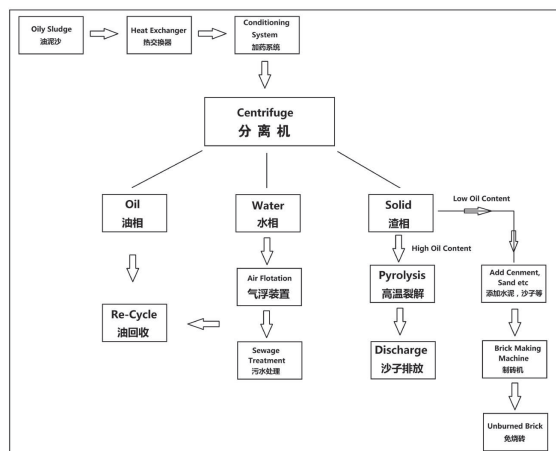 Oily Sludge
油泥沙
Heat Exchanger
热交换器
Conditioning
System
加药系统
Centrifuge
分 离 机
Oil
油相
Water
水相
Solid
渣相
Low Oil Content
High Oil Content
Air Flotation
气浮装置
Pyrolysis
高温裂解
Add Cenment,
Sand etc
添加水泥，沙子等
Re-Cycle
油回收
Sewage
Treatment
污水处理
Discharge
沙子排放
Brick Making
Machine
制砖机
Unburned Brick
免烧砖